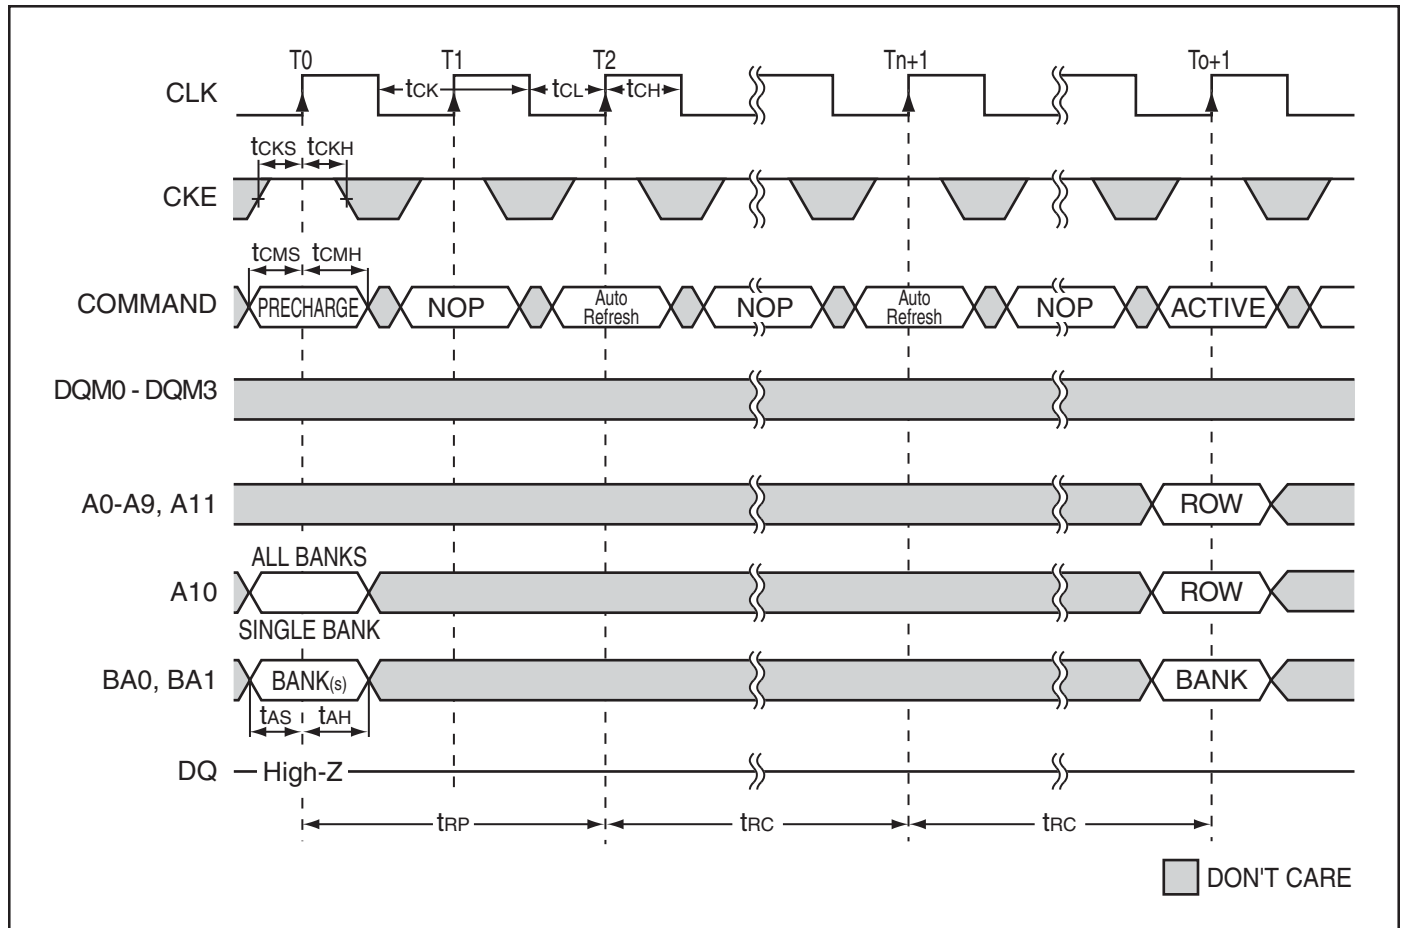 T0 T1 T2 Tn+1 To+1
CLK tCK tCL tCH
tCKS tCKH
CKE
tCMS tCMH
COMMAND PRECHARGE NOP Auto Refresh NOP Auto Refresh NOP ACTIVE
DQM0 - DQM3
A0-A9, A11 ROW
ALL BANKS
A10 ROW
SINGLE BANK
BA0, BA1 BANK(s) BANK
tAS tAH
DQ High-Z
tRP tRC tRC
DON'T CARE